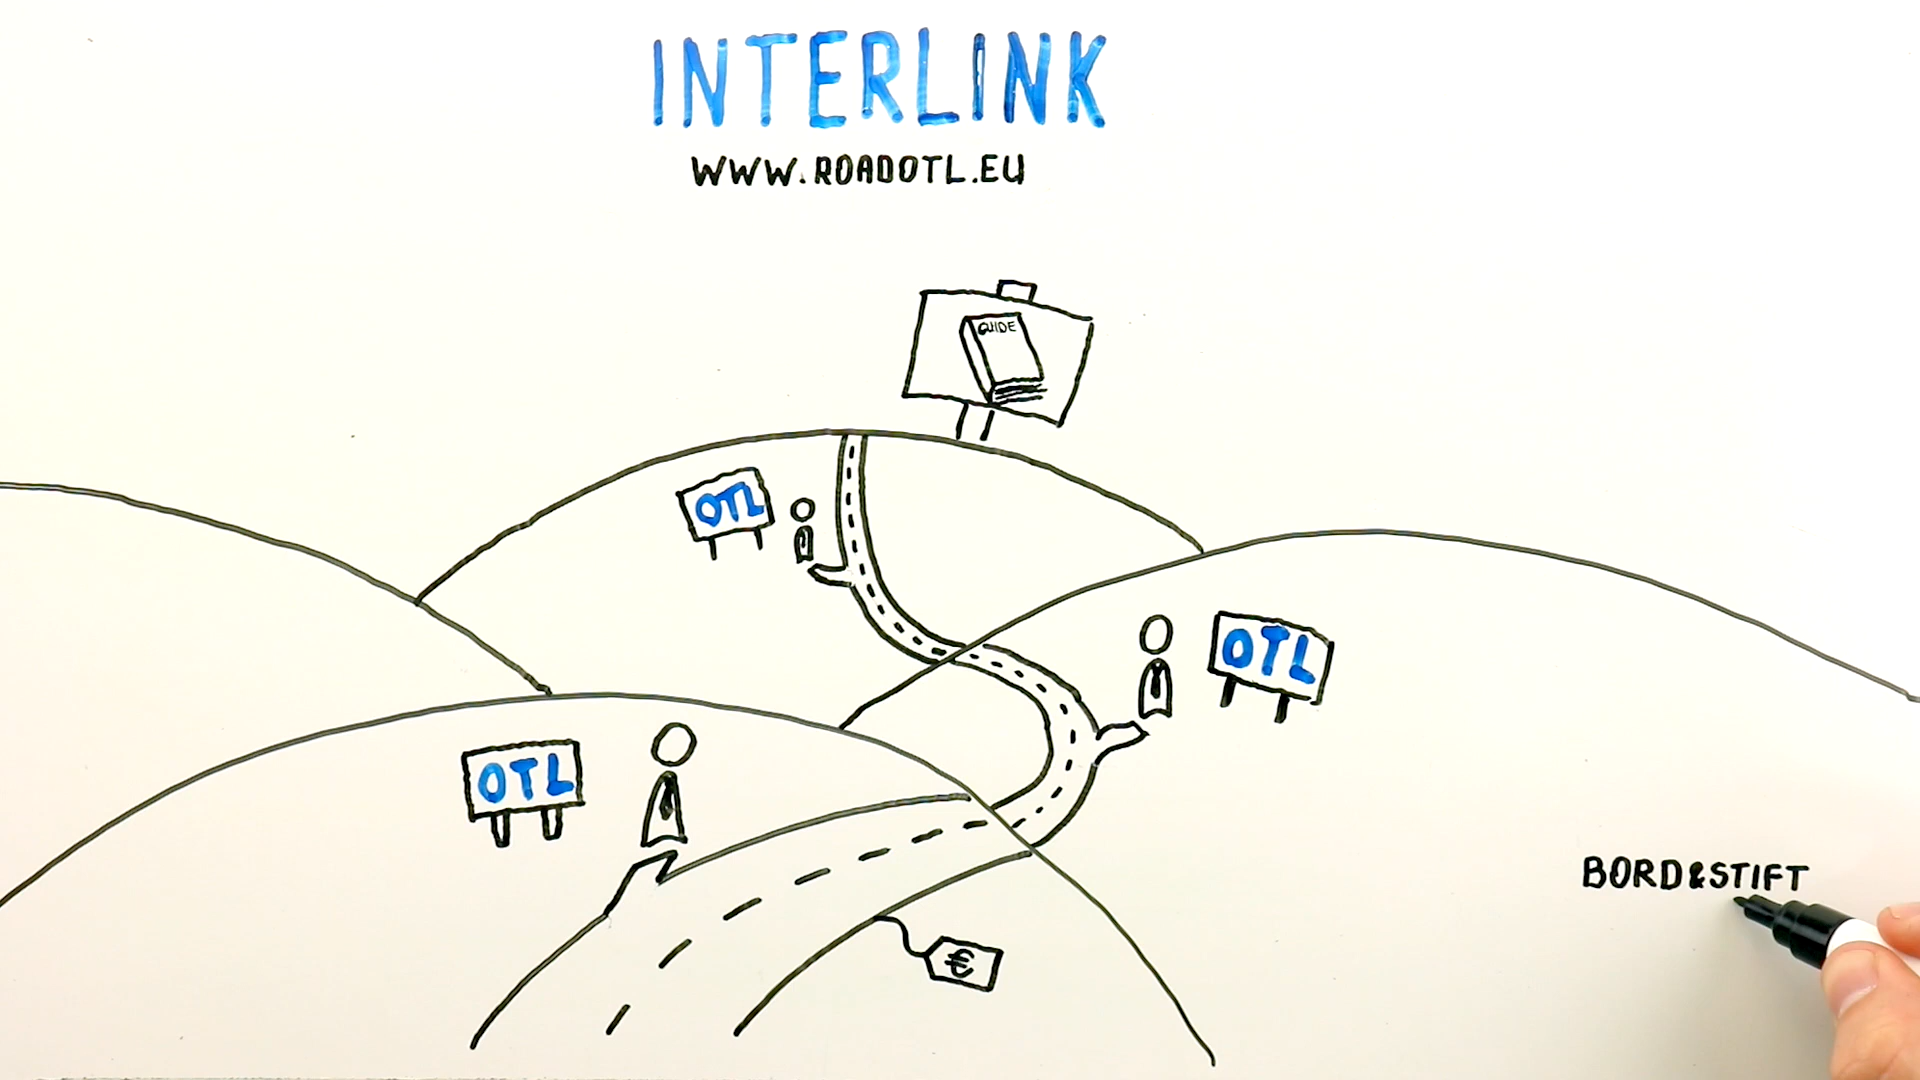 INTERLINK
WWW.ROADOTL.EU
GUIDE
OTL
OTL
OTL
BORD&STIFT
€